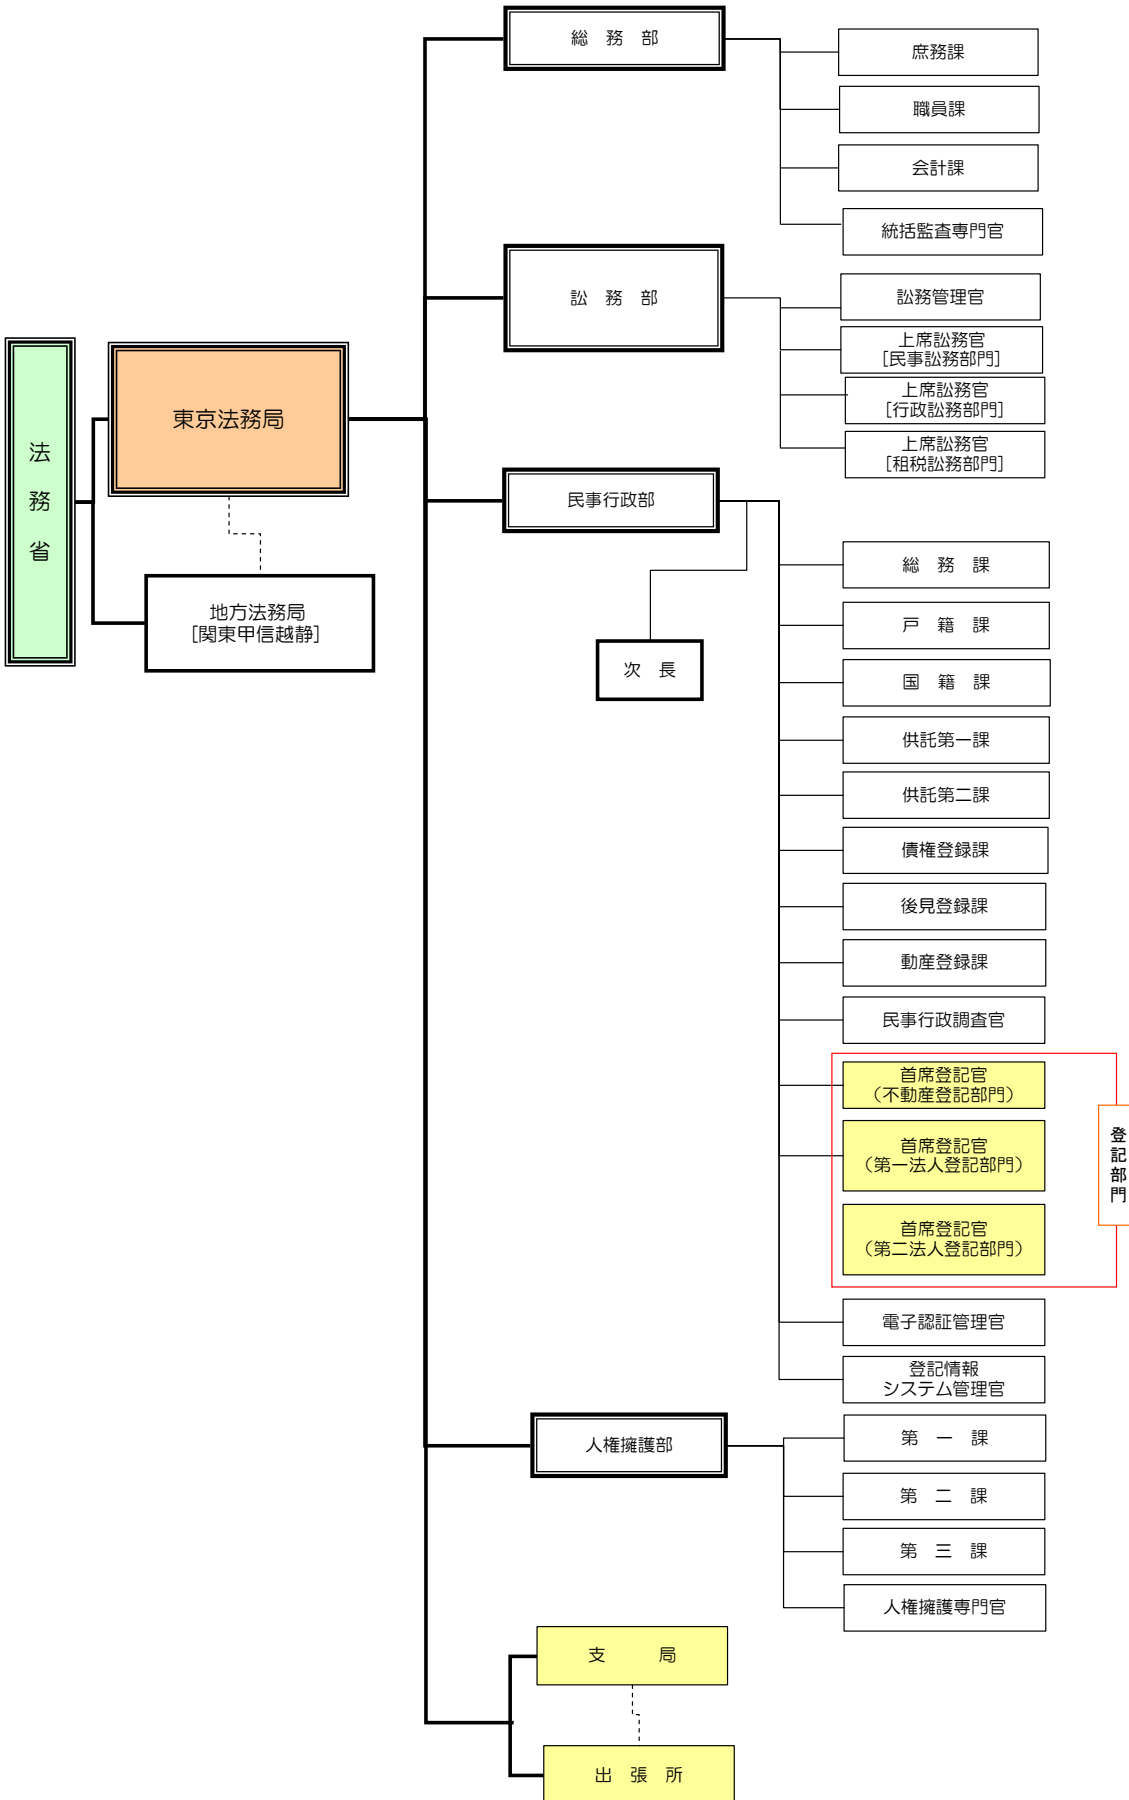 法務省
東京法務局
地方法務局
[関東甲信越静]
総　務　部
庶務課
職員課
会計課
統括監査専門官
訟　務　部
訟務管理官
上席訟務官
[民事訟務部門]
上席訟務官
[行政訟務部門]
上席訟務官
[租税訟務部門]
民事行政部
次　長
総　務　課
戸　籍　課
国　籍　課
供託第一課
供託第二課
債権登録課
後見登録課
動産登録課
民事行政調査官
首席登記官
（不動産登記部門）
首席登記官
（第一法人登記部門）
首席登記官
（第二法人登記部門）
登記部門
電子認証管理官
登記情報
システム管理官
人権擁護部
第　一　課
第　二　課
第　三　課
人権擁護専門官
支　　　局
出　張　所